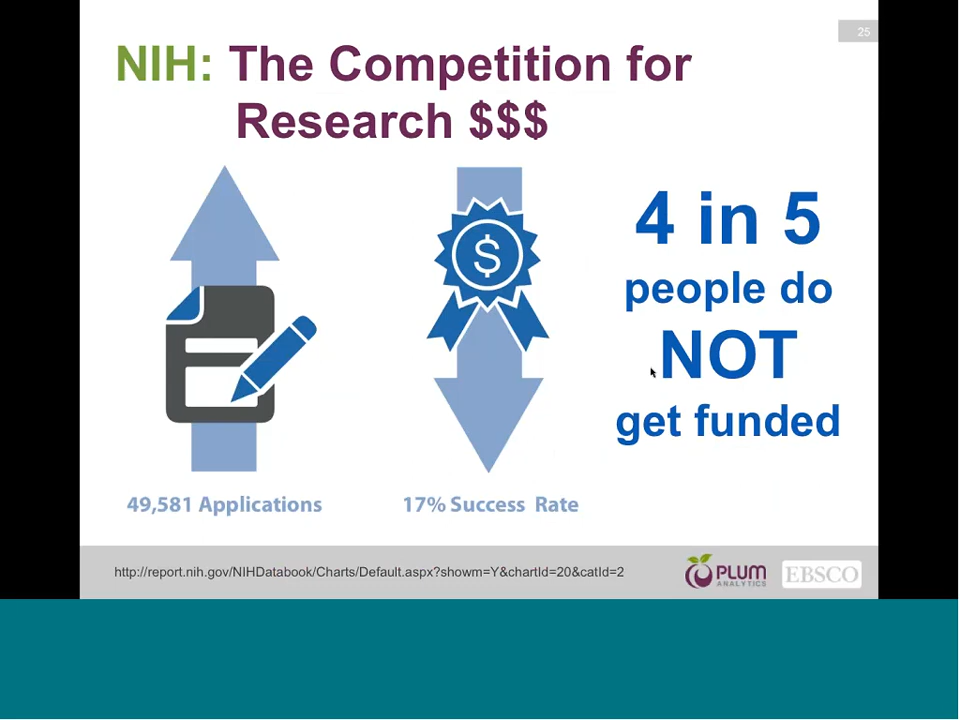 25
NIH: The Competition for
Research $$$
$
4 in 5
people do
NOT
get funded
49,581 Applications
17% Success Rate
http://report.nih.gov/NIHDatabook/Charts/Default.aspx?showm=Y&chartId=20&catId=2
PLUM
ANALYTICS
EBSCO